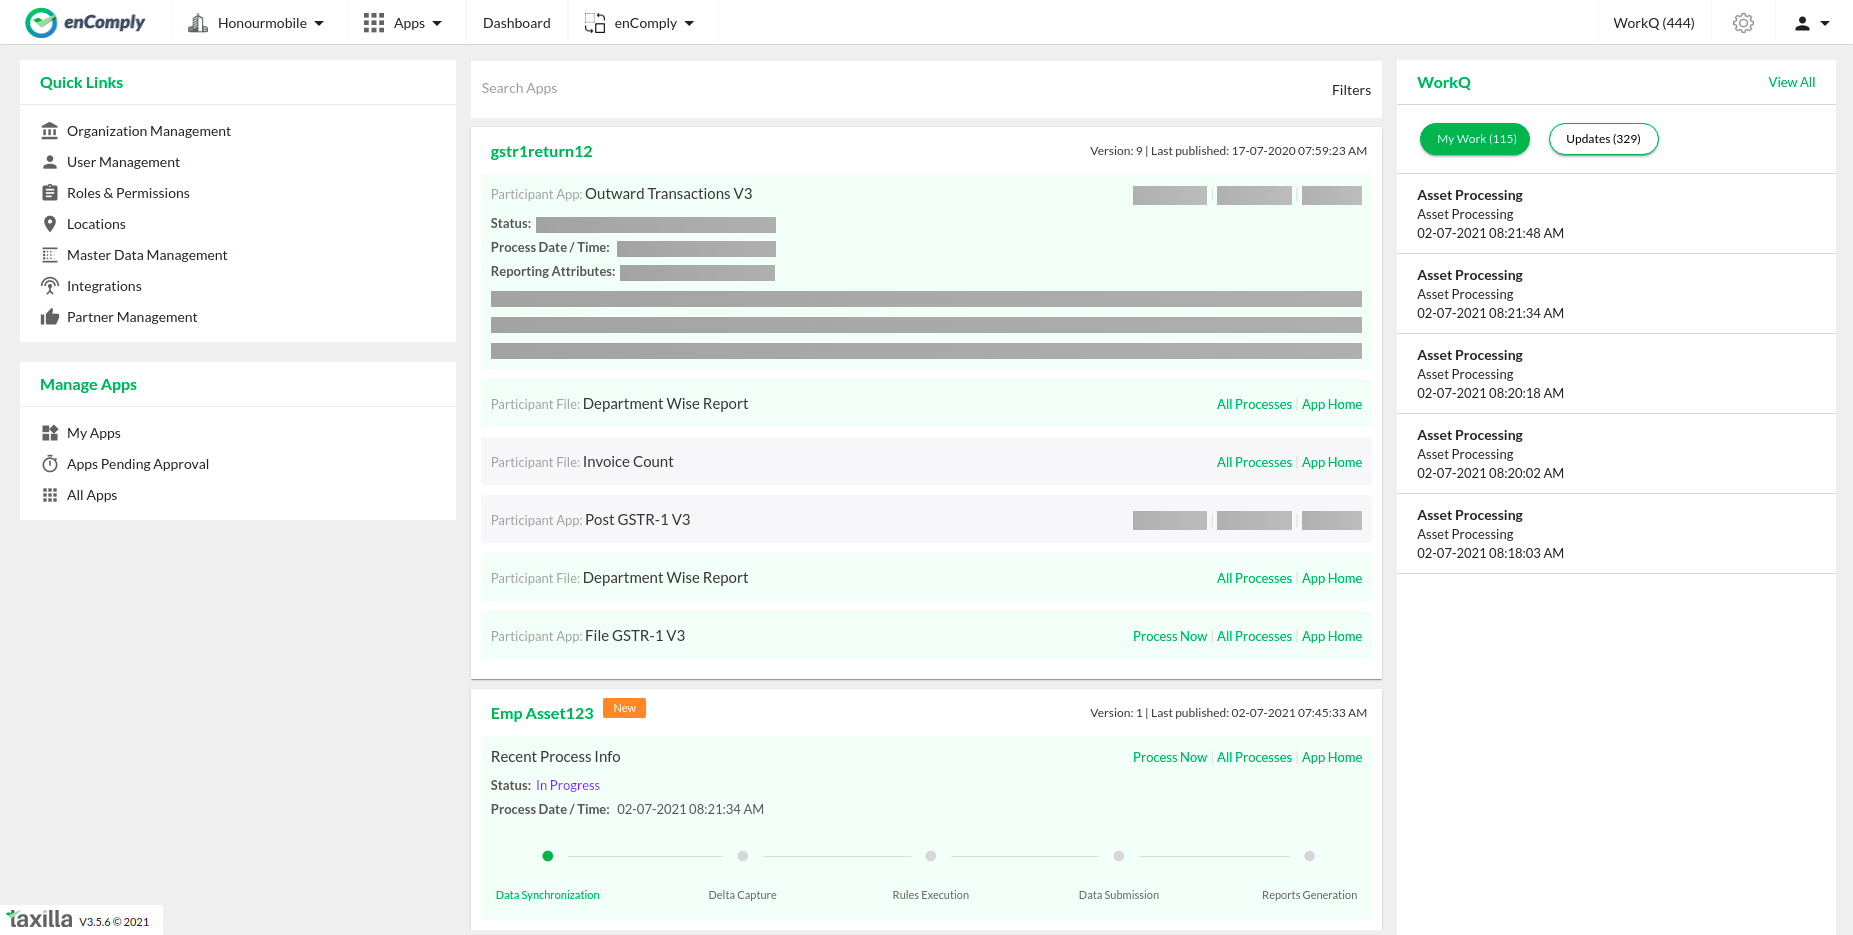 enComply Honourmobile Apps Dashboard enComply WorkQ (444)
Quick Links
Organization Management
User Management
Roles & Permissions
Locations
Master Data Management
Integrations
Partner Management
Manage Apps
My Apps
Apps Pending Approval
All Apps
Search Apps Filters
gstr1return12 Version: 9 | Last published: 17-07-2020 07:59:23 AM
Participant App: Outward Transactions V3
Status:
Process Date / Time:
Reporting Attributes:
Participant File: Department Wise Report All Processes | App Home
Participant File: Invoice Count All Processes | App Home
Participant App: Post GSTR-1 V3
Participant File: Department Wise Report All Processes | App Home
Participant App: File GSTR-1 V3 Process Now | All Processes | App Home
Emp Asset123 New Version: 1 | Last published: 02-07-2021 07:45:33 AM
Recent Process Info Process Now | All Processes | App Home
Status: In Progress
Process Date / Time: 02-07-2021 08:21:34 AM
Data Synchronization Delta Capture Rules Execution Data Submission Reports Generation
WorkQ View All
My Work (115) Updates (329)
Asset Processing
Asset Processing
02-07-2021 08:21:48 AM
Asset Processing
Asset Processing
02-07-2021 08:21:34 AM
Asset Processing
Asset Processing
02-07-2021 08:20:18 AM
Asset Processing
Asset Processing
02-07-2021 08:20:02 AM
Asset Processing
Asset Processing
02-07-2021 08:18:03 AM
taxilla V3.5.6 © 2021